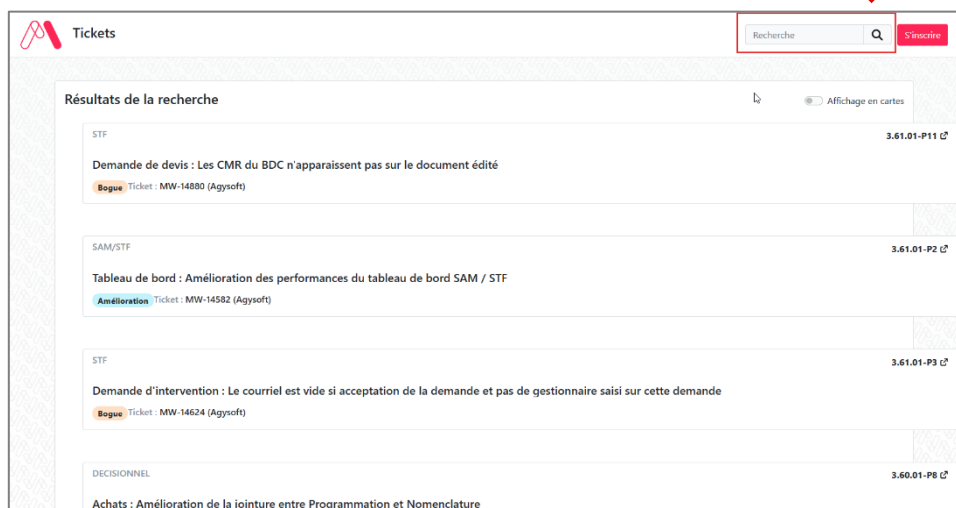 Tickets
Recherche
S'inscrire
Résultats de la recherche
Affichage en cartes
STF
3.61.01-P11
Demande de devis : Les CMR du BDC n'apparaissent pas sur le document édité
Bogue Ticket : MW-14880 (Agysoft)
SAM/STF
3.61.01-P2
Tableau de bord : Amélioration des performances du tableau de bord SAM / STF
Amélioration Ticket : MW-14582 (Agysoft)
STF
3.61.01-P3
Demande d'intervention : Le courriel est vide si acceptation de la demande et pas de gestionnaire saisi sur cette demande
Bogue Ticket : MW-14624 (Agysoft)
DECISIONNEL
3.60.01-P8
Achats : Amélioration de la jointure entre Programmation et Nomenclature